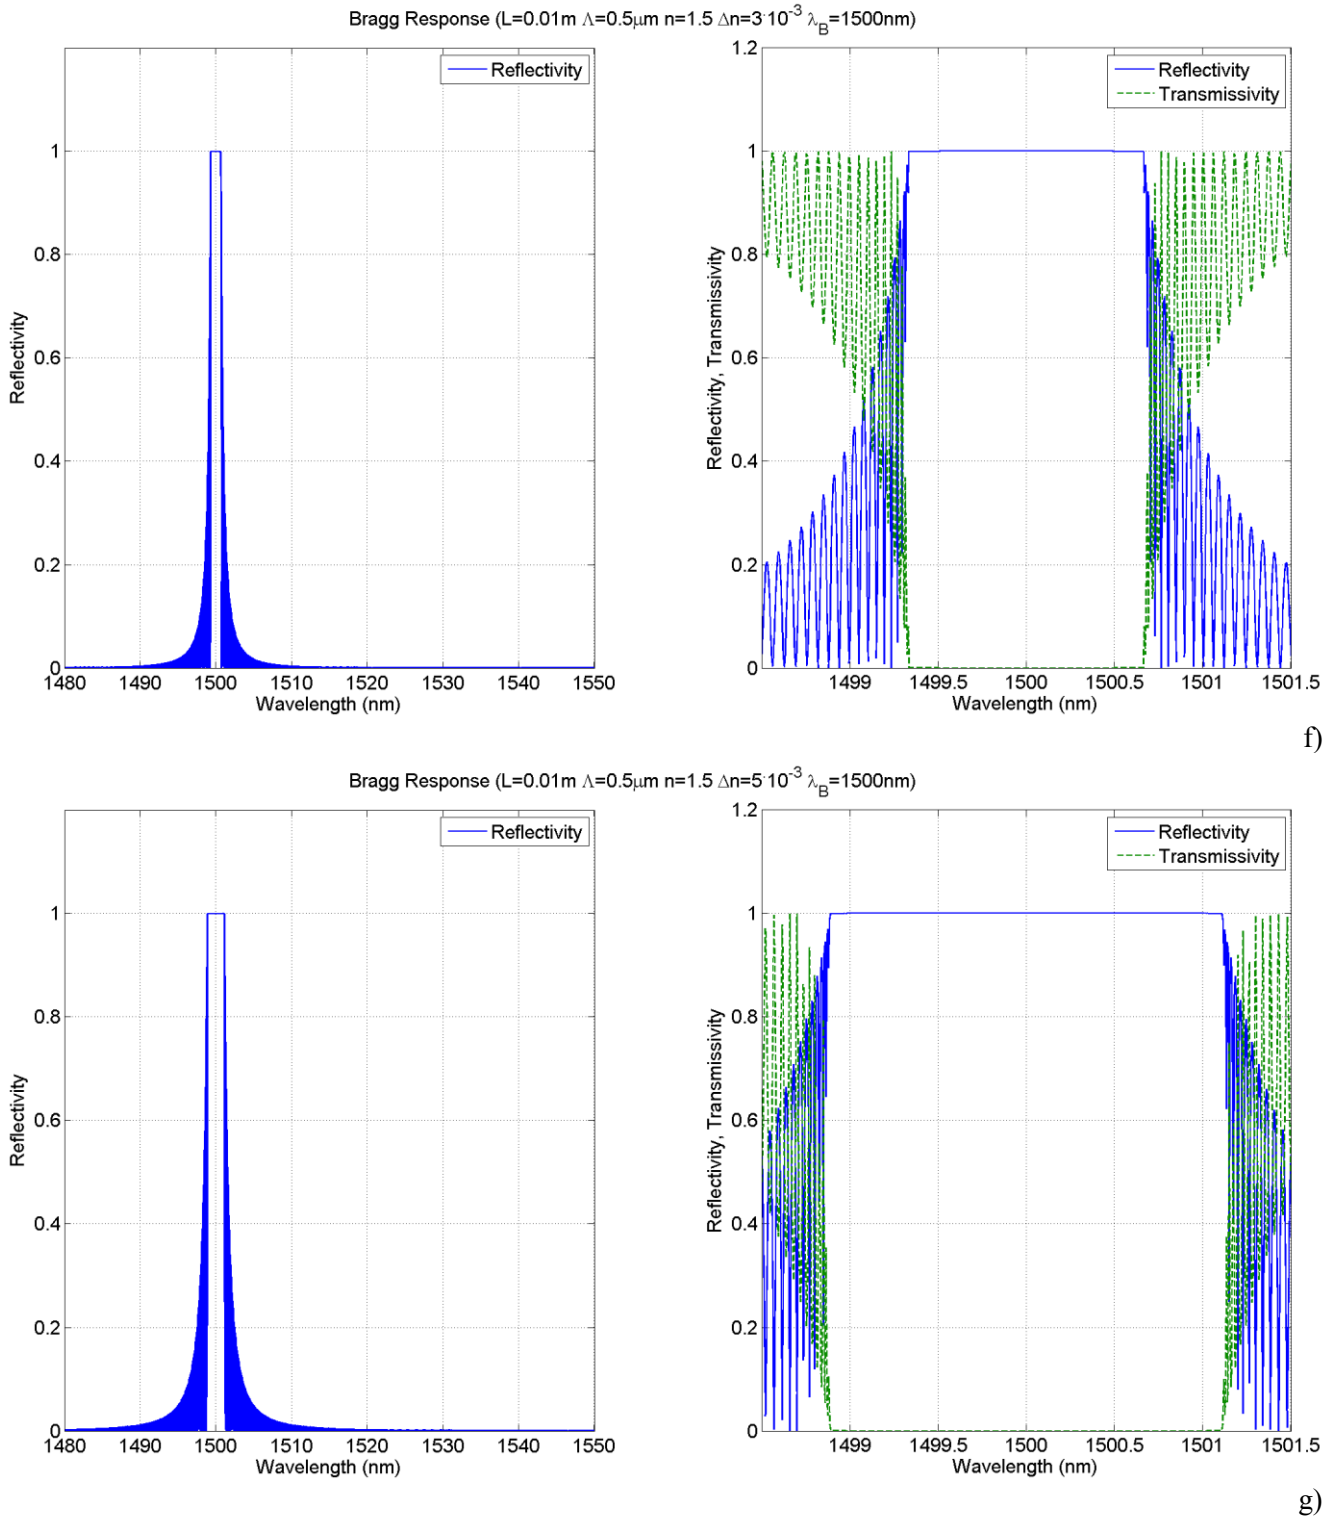 Bragg Response (L=0.01m Λ=0.5μm n=1.5 Δn=3·10⁻³ λ_B=1500nm)
Reflectivity
Reflectivity
1
0.8
0.6
0.4
0.2
0
1480 1490 1500 1510 1520 1530 1540 1550
Wavelength (nm)
Reflectivity
Transmissivity
Reflectivity, Transmissivity
1.2
1
0.8
0.6
0.4
0.2
0
1499 1499.5 1500 1500.5 1501 1501.5
Wavelength (nm)
f)
Bragg Response (L=0.01m Λ=0.5μm n=1.5 Δn=5·10⁻³ λ_B=1500nm)
Reflectivity
Reflectivity
1
0.8
0.6
0.4
0.2
0
1480 1490 1500 1510 1520 1530 1540 1550
Wavelength (nm)
Reflectivity
Transmissivity
Reflectivity, Transmissivity
1.2
1
0.8
0.6
0.4
0.2
0
1499 1499.5 1500 1500.5 1501 1501.5
Wavelength (nm)
g)